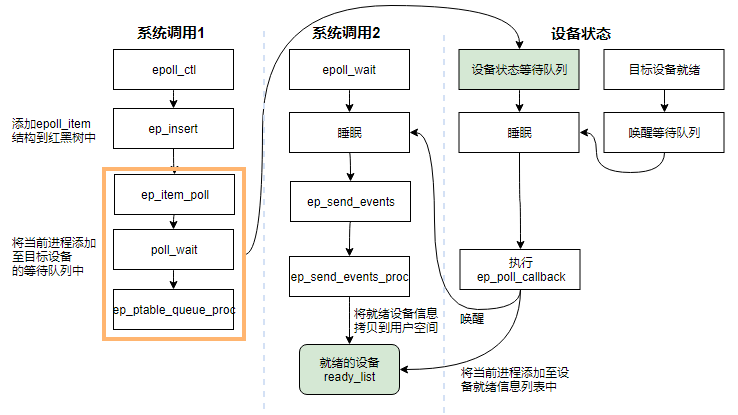 系统调用1
系统调用2
设备状态
epoll_ctl
epoll_wait
设备状态等待队列
目标设备就绪
添加epoll_item
结构到红黑树中
ep_insert
睡眠
睡眠
唤醒等待队列
ep_item_poll
ep_send_events
将当前进程添加
至目标设备
的等待队列中
poll_wait
ep_send_events_proc
执行
ep_poll_callback
ep_ptable_queue_proc
将就绪设备信息
拷贝到用户空间
唤醒
就绪的设备
ready_list
将当前进程添加至设
备就绪信息列表中